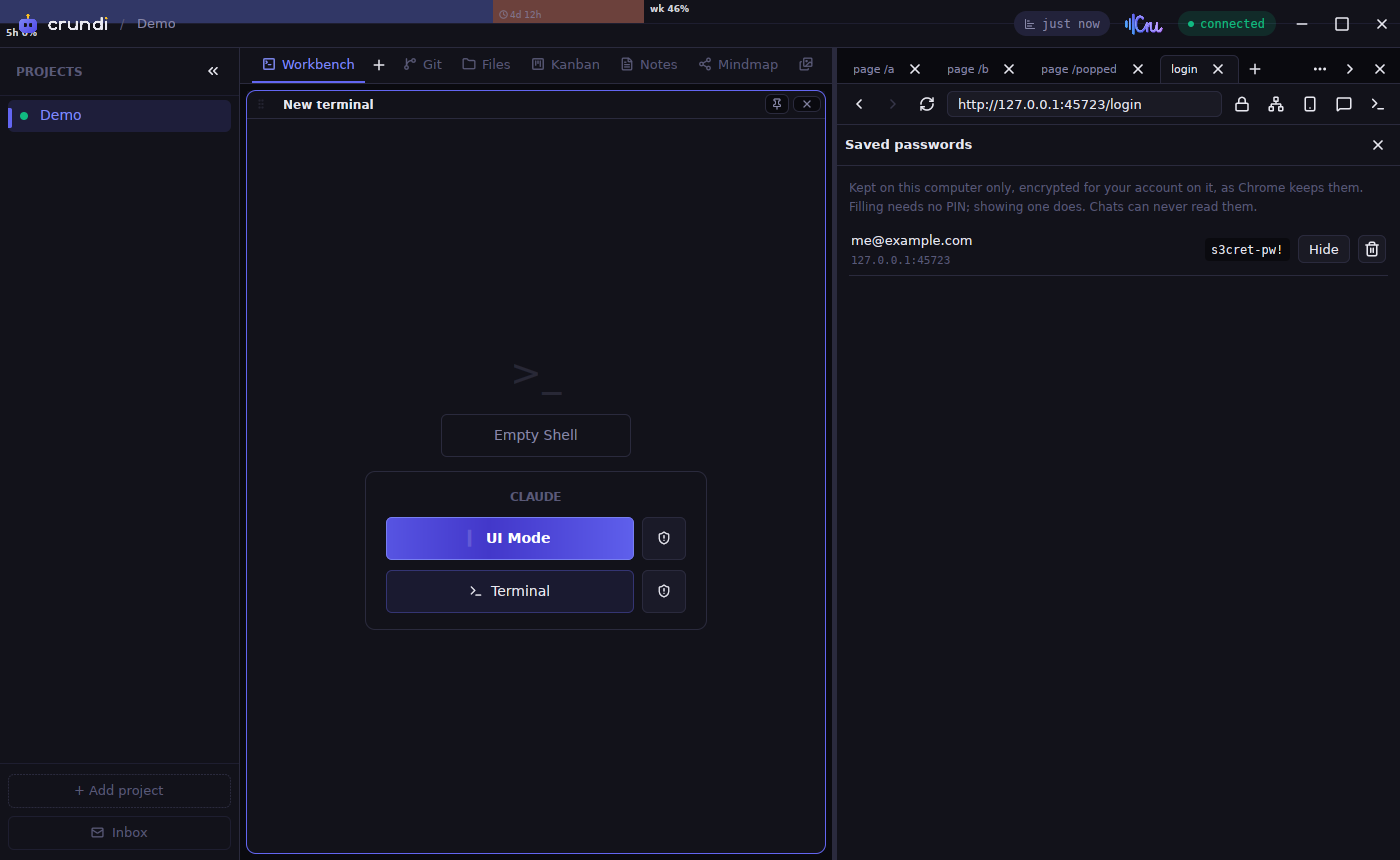 crundi / Demo
4d 12h
wk 46%
just now
Cru
connected
PROJECTS
Demo
+ Add project
Inbox
Workbench
Git
Files
Kanban
Notes
Mindmap
New terminal
>_
Empty Shell
CLAUDE
UI Mode
Terminal
page /a
page /b
page /popped
login
http://127.0.0.1:45723/login
Saved passwords
Kept on this computer only, encrypted for your account on it, as Chrome keeps them.
Filling needs no PIN; showing one does. Chats can never read them.
me@example.com
127.0.0.1:45723
s3cret-pw!
Hide